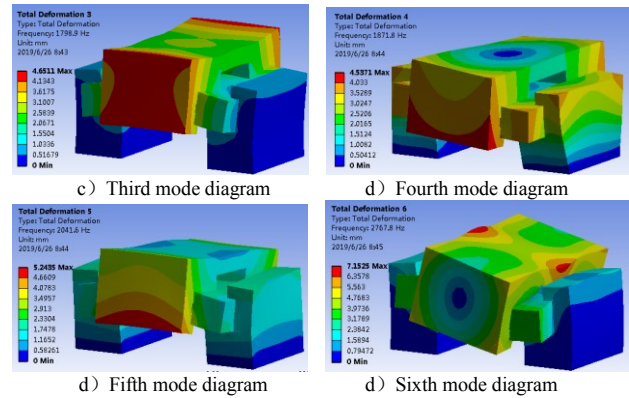 Total Deformation 3
Type: Total Deformation
Frequency: 1798.9 Hz
Unit: mm
2019/6/26 8:43
4.6511 Max
4.1343
3.6175
3.1007
2.5839
2.0671
1.5504
1.0336
0.51679
0 Min
c）Third mode diagram
Total Deformation 4
Type: Total Deformation
Frequency: 1871.8 Hz
Unit: mm
2019/6/26 8:44
4.5371 Max
4.033
3.5289
3.0247
2.5206
2.0165
1.5124
1.0082
0.50412
0 Min
d）Fourth mode diagram
Total Deformation 5
Type: Total Deformation
Frequency: 2041.6 Hz
Unit: mm
2019/6/26 8:44
5.2435 Max
4.6609
4.0783
3.4957
2.913
2.3304
1.7478
1.1652
0.58261
0 Min
d）Fifth mode diagram
Total Deformation 6
Type: Total Deformation
Frequency: 2767.8 Hz
Unit: mm
2019/6/26 8:45
7.1525 Max
6.3578
5.563
4.7683
3.9736
3.1789
2.3842
1.5894
0.79472
0 Min
d）Sixth mode diagram